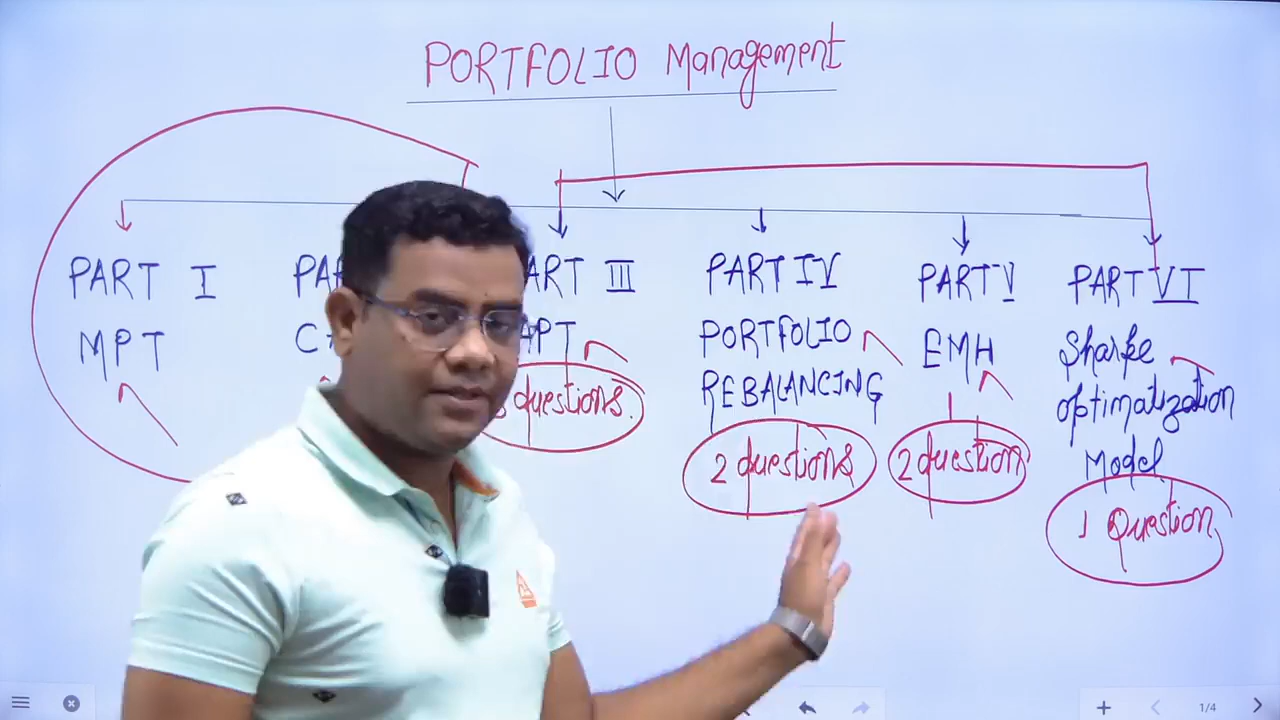 PORTFOLIO Management
PART I
MPT
PART III
APT
questions
PART IV
PORTFOLIO
REBALANCING
2 questions
PART V
EMH
2 question
PART VI
Sharpe
optimatization
Model
1 Question
1/4